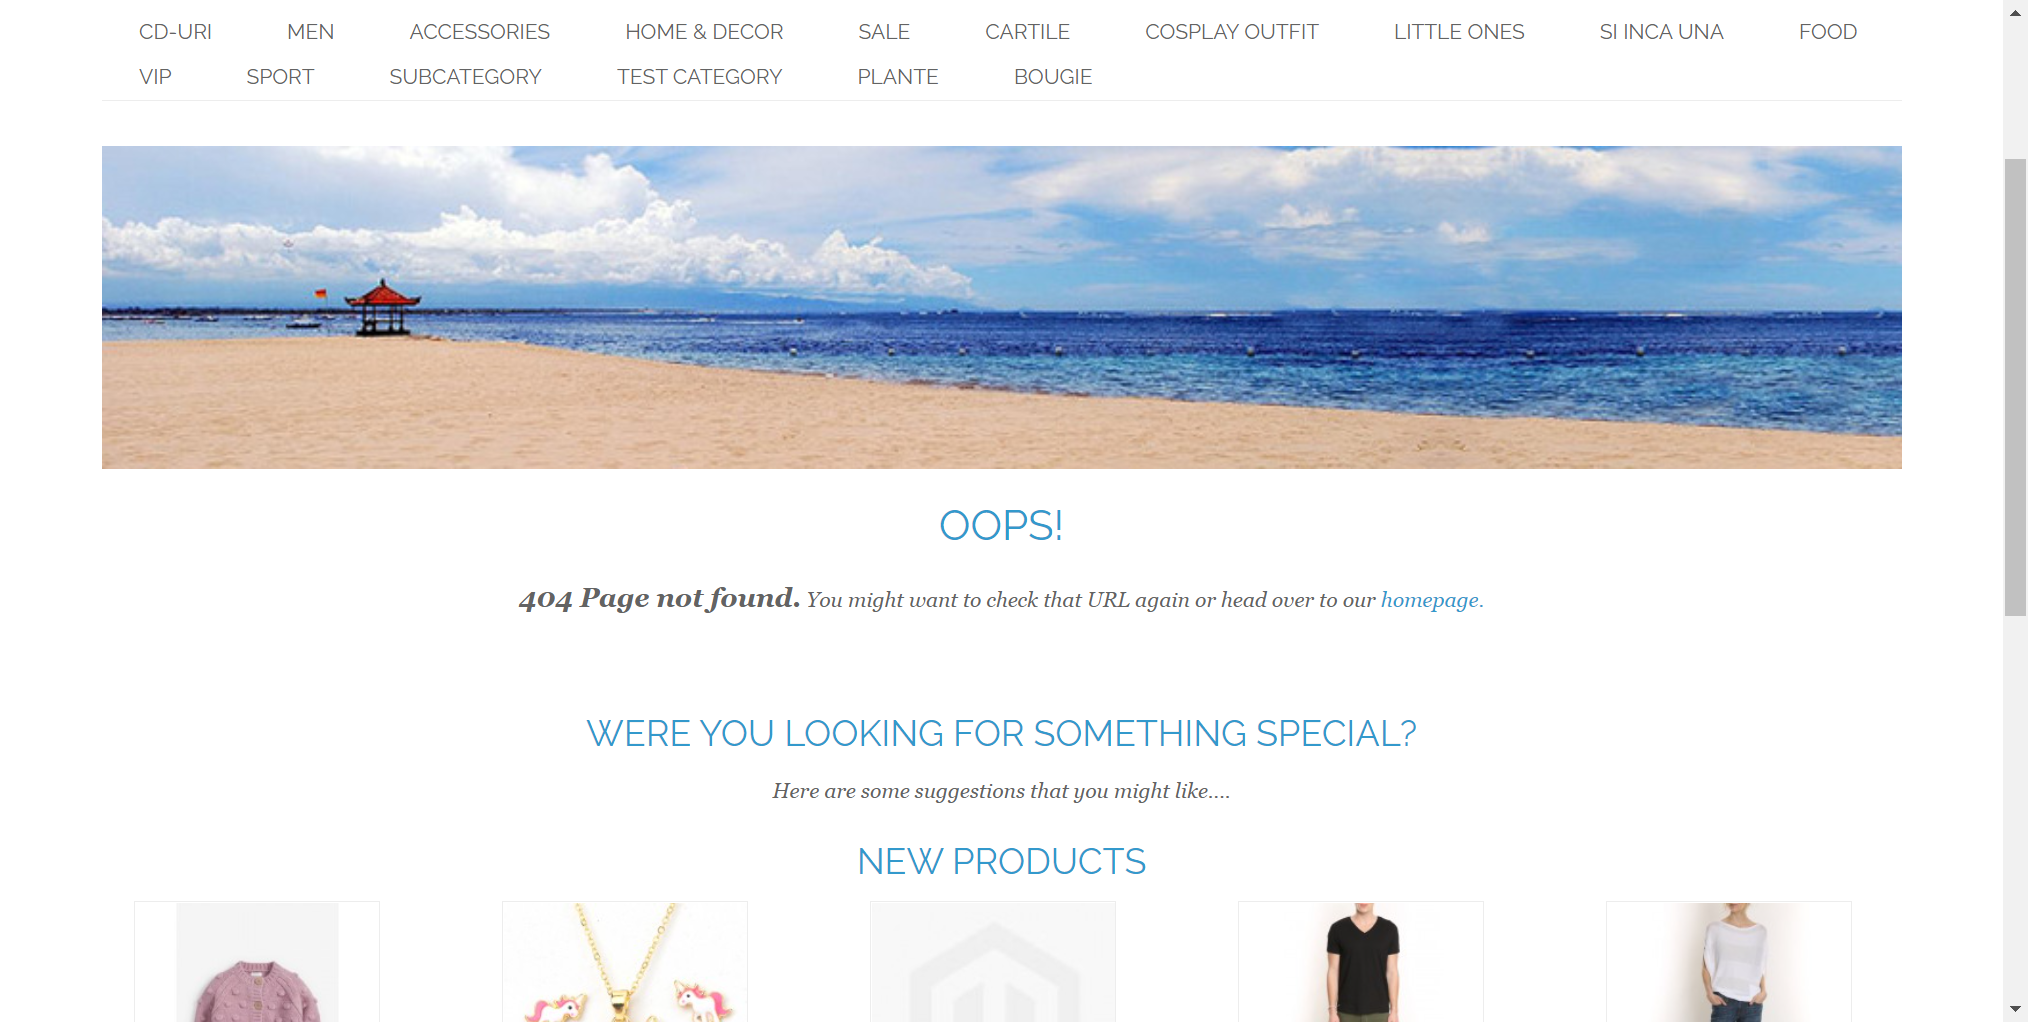 CD-URI MEN ACCESSORIES HOME & DECOR SALE CARTILE COSPLAY OUTFIT LITTLE ONES SI INCA UNA FOOD
VIP SPORT SUBCATEGORY TEST CATEGORY PLANTE BOUGIE
OOPS!
404 Page not found. You might want to check that URL again or head over to our homepage.
WERE YOU LOOKING FOR SOMETHING SPECIAL?
Here are some suggestions that you might like....
NEW PRODUCTS